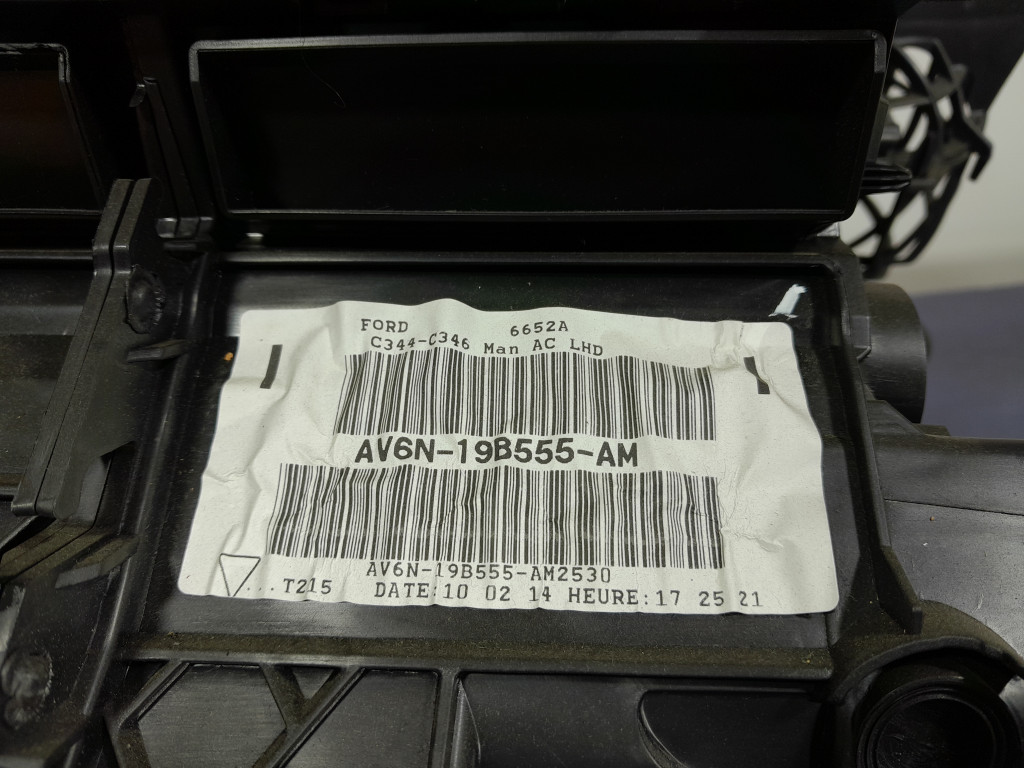 FORD 6652A
C344-C346 Man AC LHD
AV6N-19B555-AM
AV6N-19B555-AM2530
...T215 DATE:10 02 14 HEURE:17 25 21